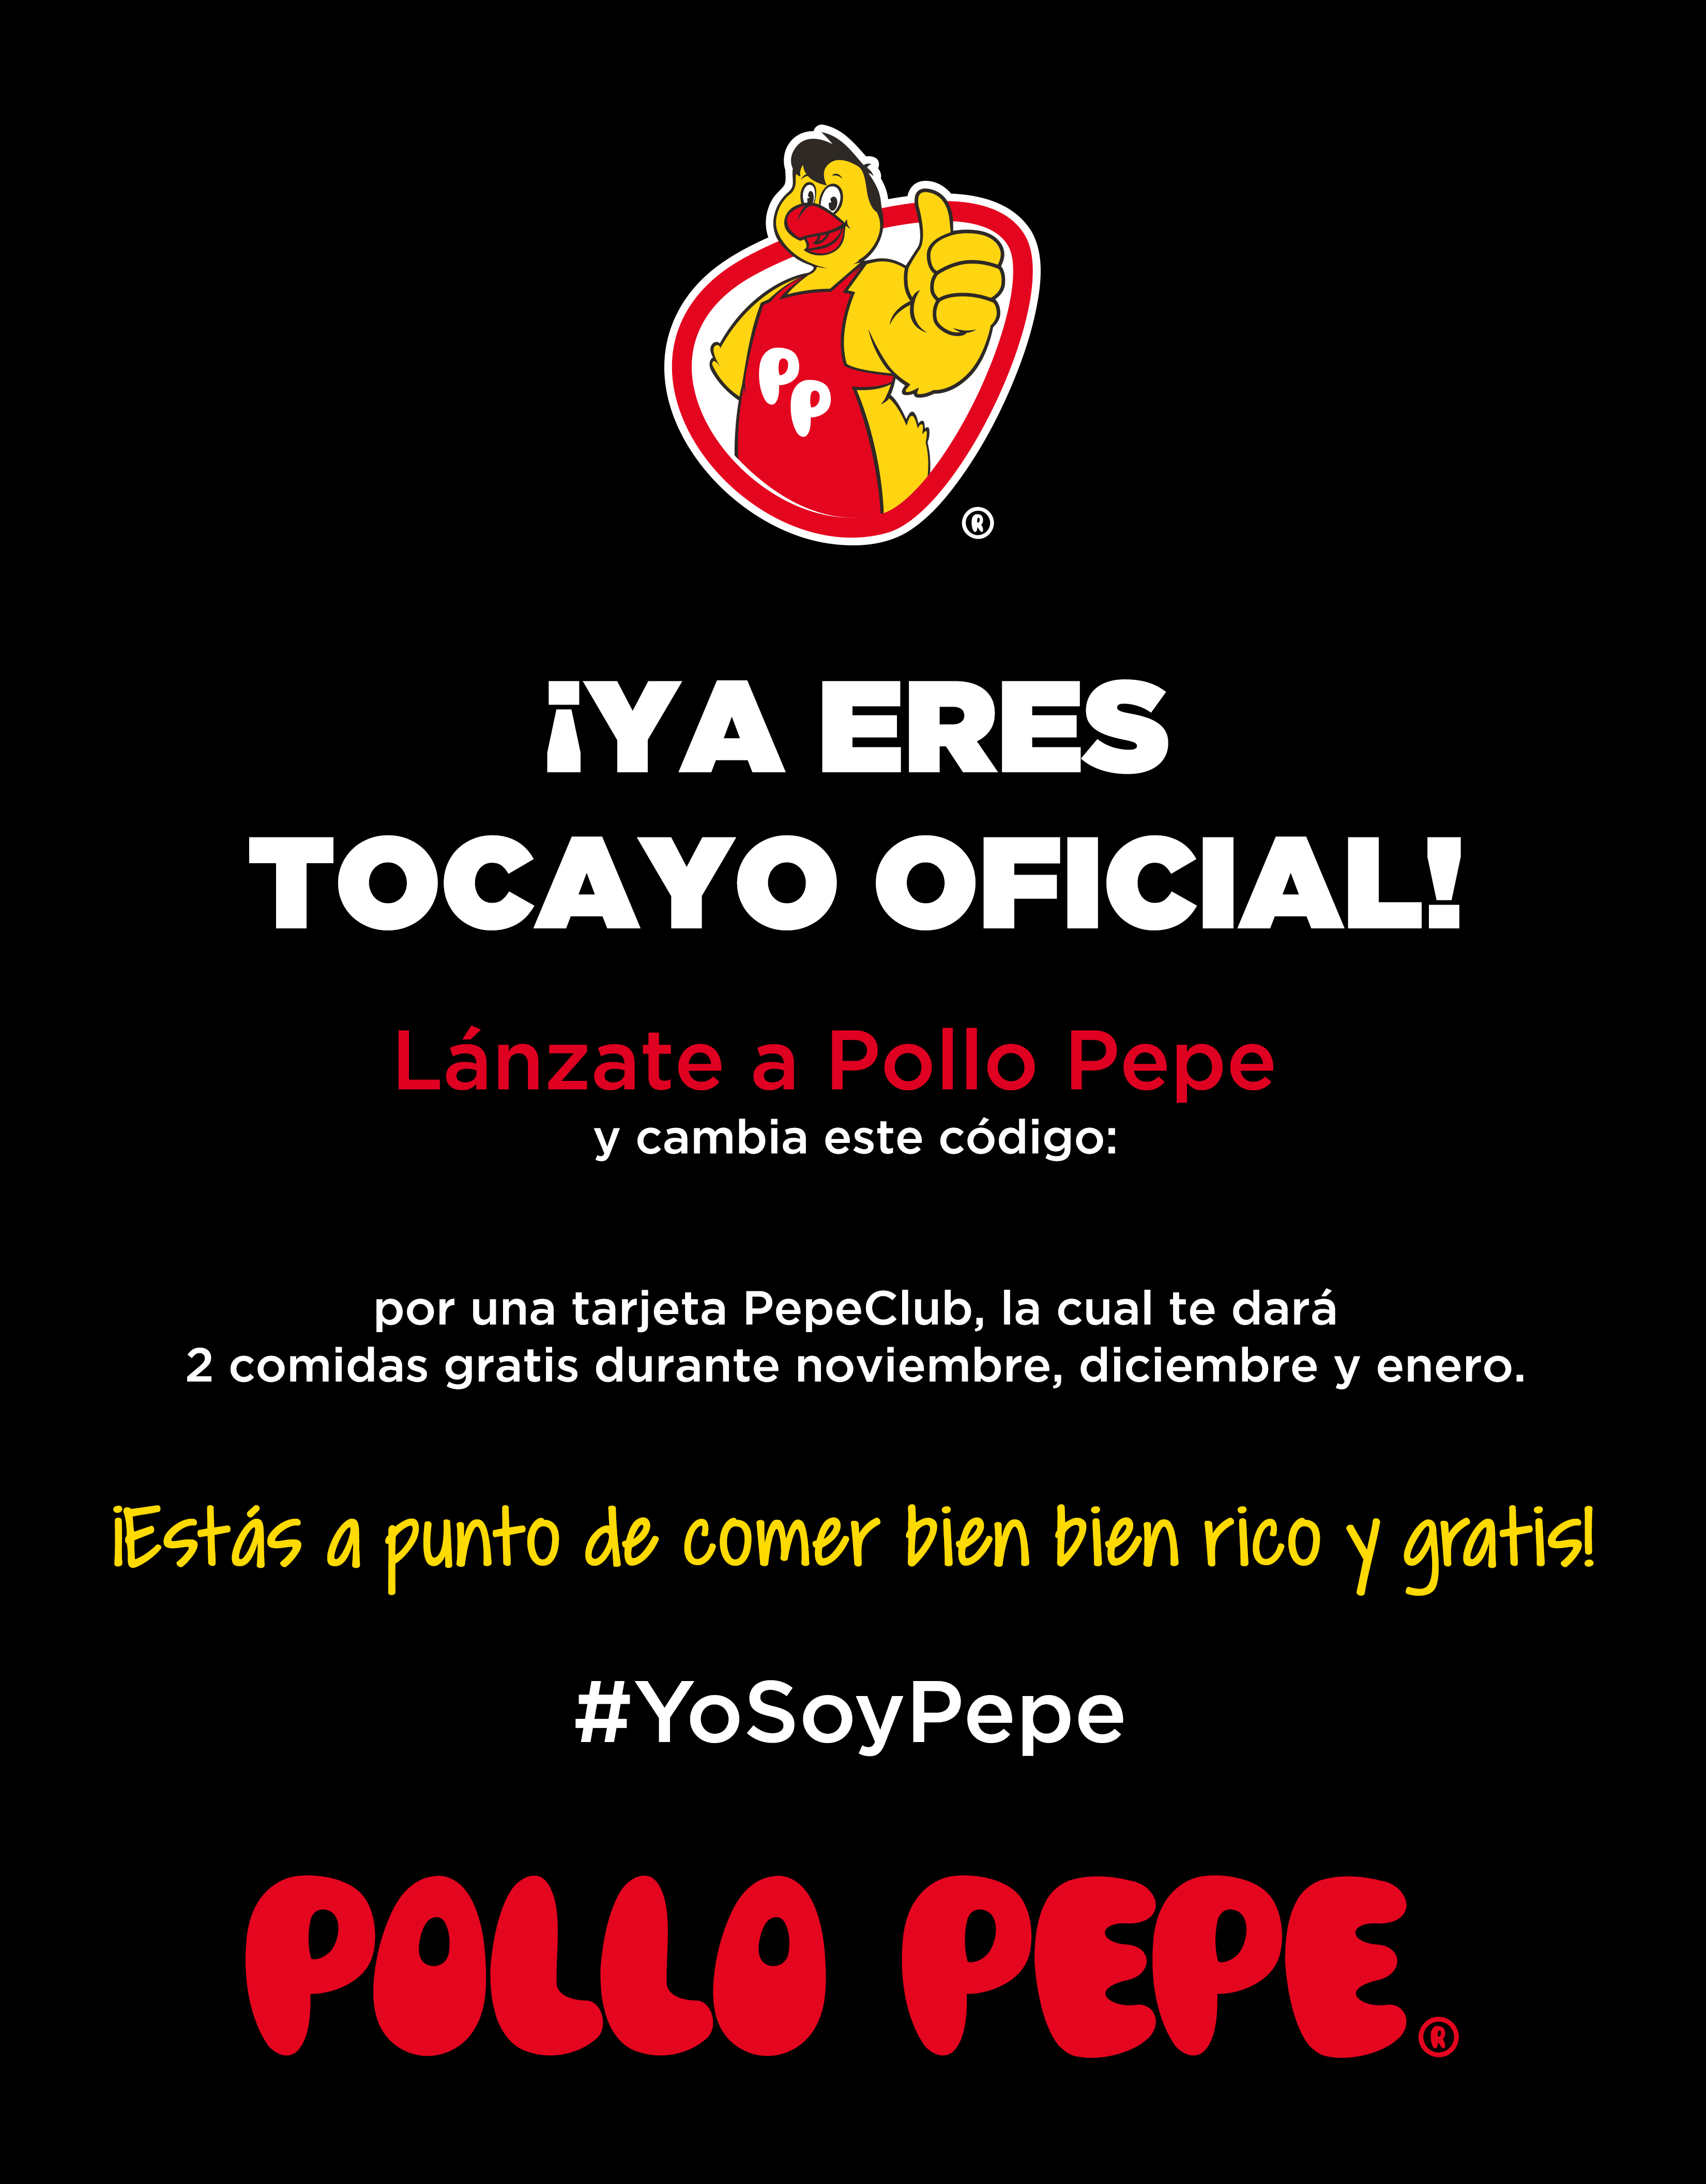 PP
®
¡YA ERES
TOCAYO OFICIAL!
Lánzate a Pollo Pepe
y cambia este código:
por una tarjeta PepeClub, la cual te dará
2 comidas gratis durante noviembre, diciembre y enero.
¡Estás a punto de comer bien bien rico y gratis!
#YoSoyPepe
POLLO PEPE®